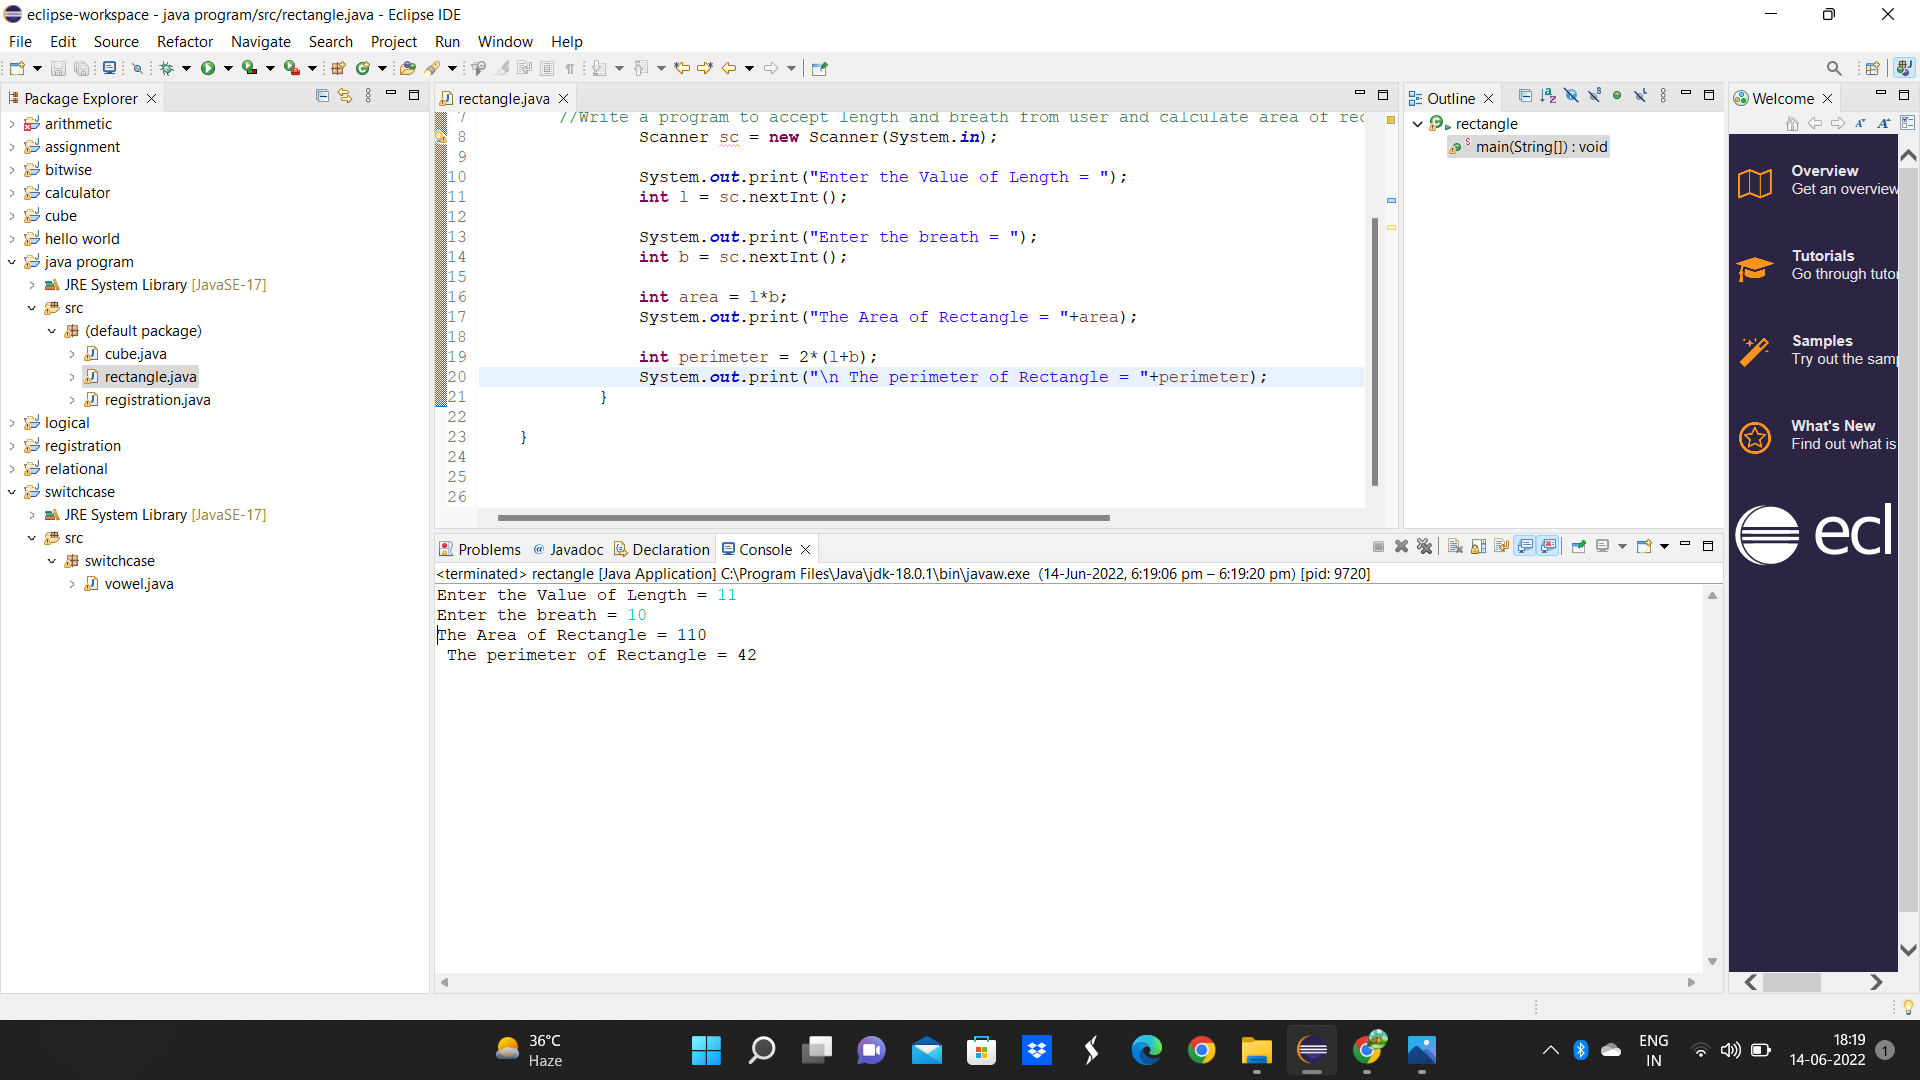 eclipse-workspace - java program/src/rectangle.java - Eclipse IDE
File Edit Source Refactor Navigate Search Project Run Window Help
Package Explorer
arithmetic
assignment
bitwise
calculator
cube
hello world
java program
JRE System Library [JavaSE-17]
src
(default package)
cube.java
rectangle.java
registration.java
logical
registration
relational
switchcase
JRE System Library [JavaSE-17]
src
switchcase
vowel.java
rectangle.java
7 //Write a program to accept length and breath from user and calculate area of rec
8 Scanner sc = new Scanner(System.in);
9
10 System.out.print("Enter the Value of Length = ");
11 int l = sc.nextInt();
12
13 System.out.print("Enter the breath = ");
14 int b = sc.nextInt();
15
16 int area = l*b;
17 System.out.print("The Area of Rectangle = "+area);
18
19 int perimeter = 2*(l+b);
20 System.out.print("\n The perimeter of Rectangle = "+perimeter);
21 }
22
23 }
24
25
26
Outline
rectangle
main(String[]) : void
Welcome
Overview
Get an overview
Tutorials
Go through tutor
Samples
Try out the samp
What's New
Find out what is
ecl
Problems @ Javadoc Declaration Console
<terminated> rectangle [Java Application] C:\Program Files\Java\jdk-18.0.1\bin\javaw.exe (14-Jun-2022, 6:19:06 pm – 6:19:20 pm) [pid: 9720]
Enter the Value of Length = 11
Enter the breath = 10
The Area of Rectangle = 110
The perimeter of Rectangle = 42
36°C
Haze
ENG
IN
18:19
14-06-2022
1